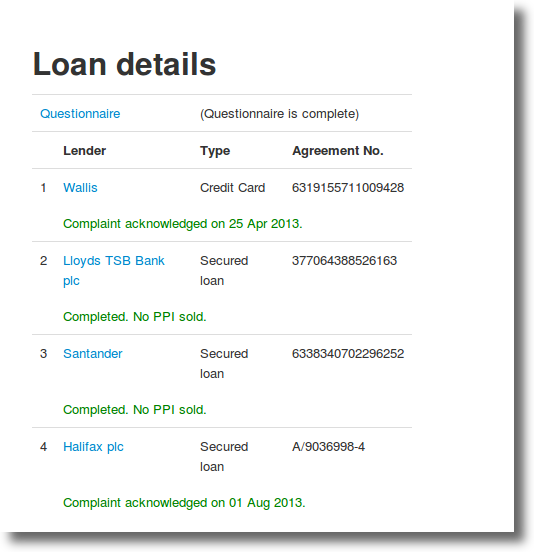 Loan details
Questionnaire (Questionnaire is complete)
Lender Type Agreement No.
1 Wallis Credit Card 6319155711009428
Complaint acknowledged on 25 Apr 2013.
2 Lloyds TSB Bank Secured 377064388526163
plc loan
Completed. No PPI sold.
3 Santander Secured 6338340702296252
loan
Completed. No PPI sold.
4 Halifax plc Secured A/9036998-4
loan
Complaint acknowledged on 01 Aug 2013.